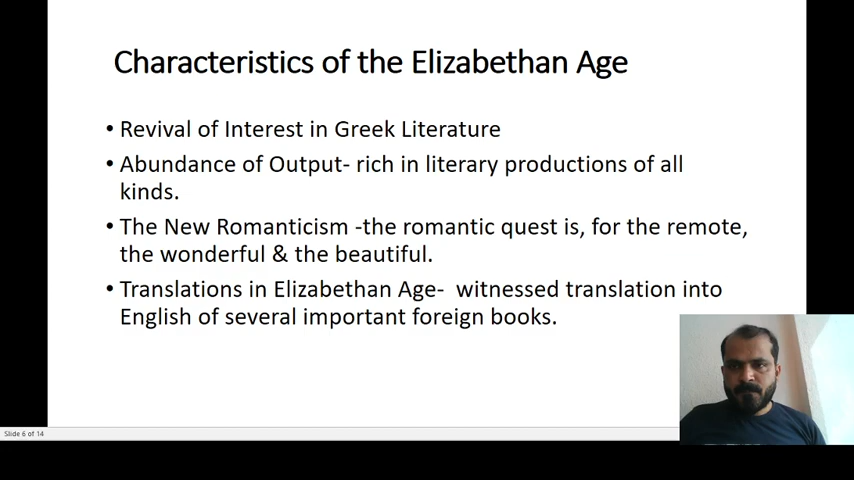 Characteristics of the Elizabethan Age
• Revival of Interest in Greek Literature
• Abundance of Output- rich in literary productions of all
kinds.
• The New Romanticism -the romantic quest is, for the remote,
the wonderful & the beautiful.
• Translations in Elizabethan Age-  witnessed translation into
English of several important foreign books.
Slide 6 of 14